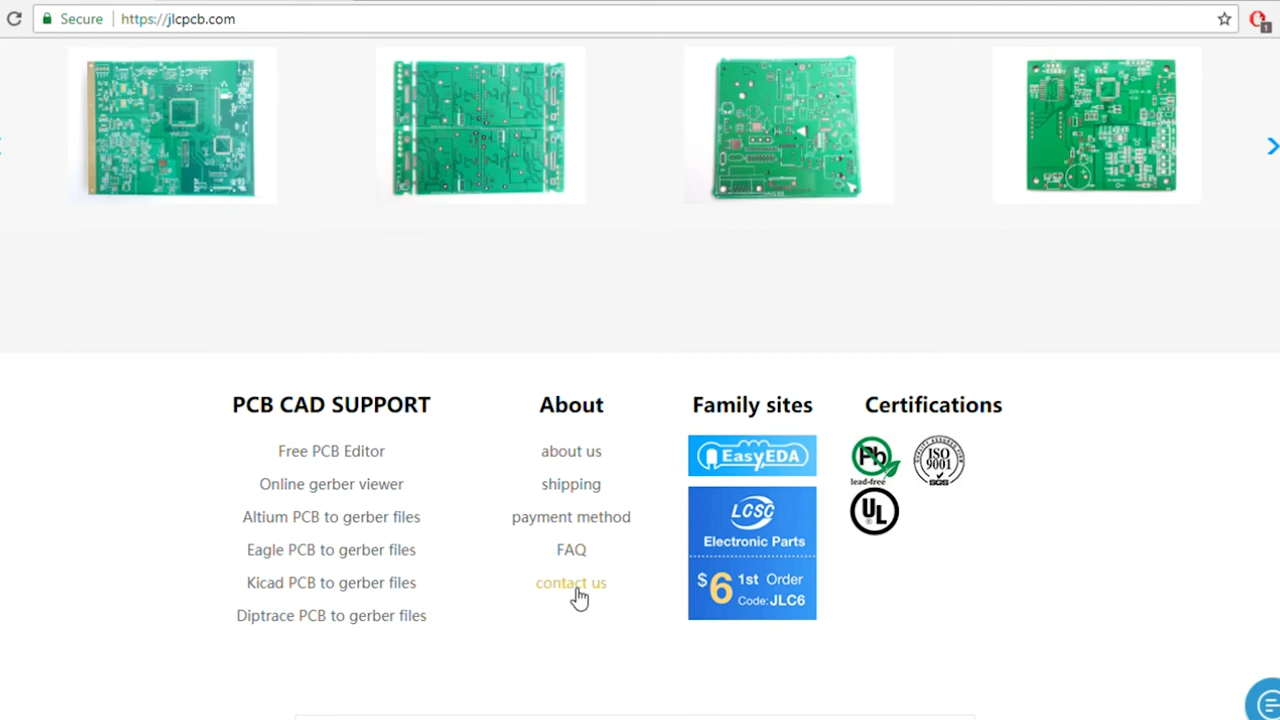 Secure
https://jlcpcb.com
1
PCB CAD SUPPORT
Free PCB Editor
Online gerber viewer
Altium PCB to gerber files
Eagle PCB to gerber files
Kicad PCB to gerber files
Diptrace PCB to gerber files
About
about us
shipping
payment method
FAQ
contact us
Family sites
EasyEDA
LCSC
Electronic Parts
$6 1st Order
Code: JLC6
Certifications
Pb
lead-free
ISO
9001
SGS
UL